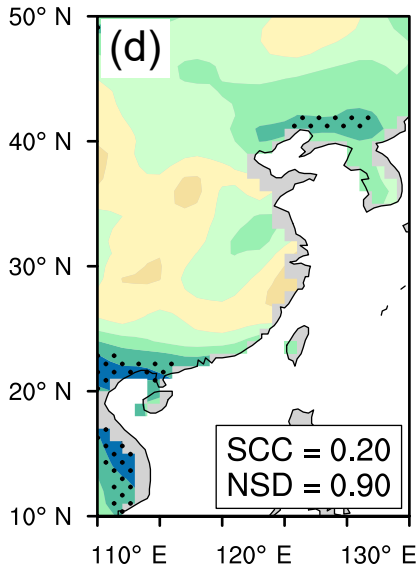 50° N
(d)
40° N
30° N
20° N
SCC = 0.20
NSD = 0.90
10° N
110° E 120° E 130° E